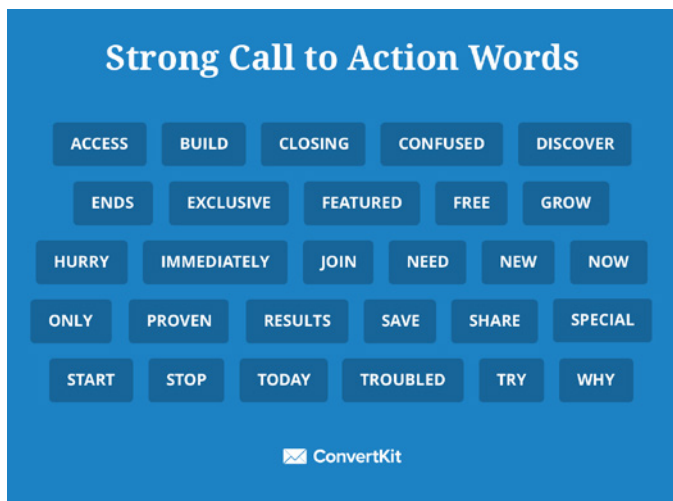 Strong Call to Action Words
ACCESS BUILD CLOSING CONFUSED DISCOVER
ENDS EXCLUSIVE FEATURED FREE GROW
HURRY IMMEDIATELY JOIN NEED NEW NOW
ONLY PROVEN RESULTS SAVE SHARE SPECIAL
START STOP TODAY TROUBLED TRY WHY
ConvertKit